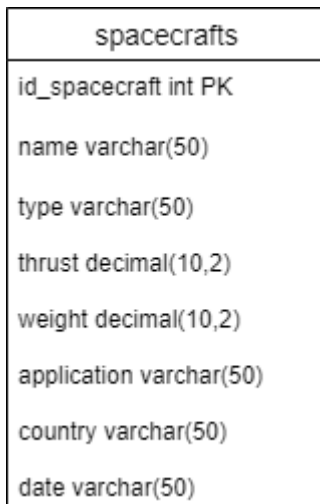 spacecrafts
id_spacecraft int PK
name varchar(50)
type varchar(50)
thrust decimal(10,2)
weight decimal(10,2)
application varchar(50)
country varchar(50)
date varchar(50)